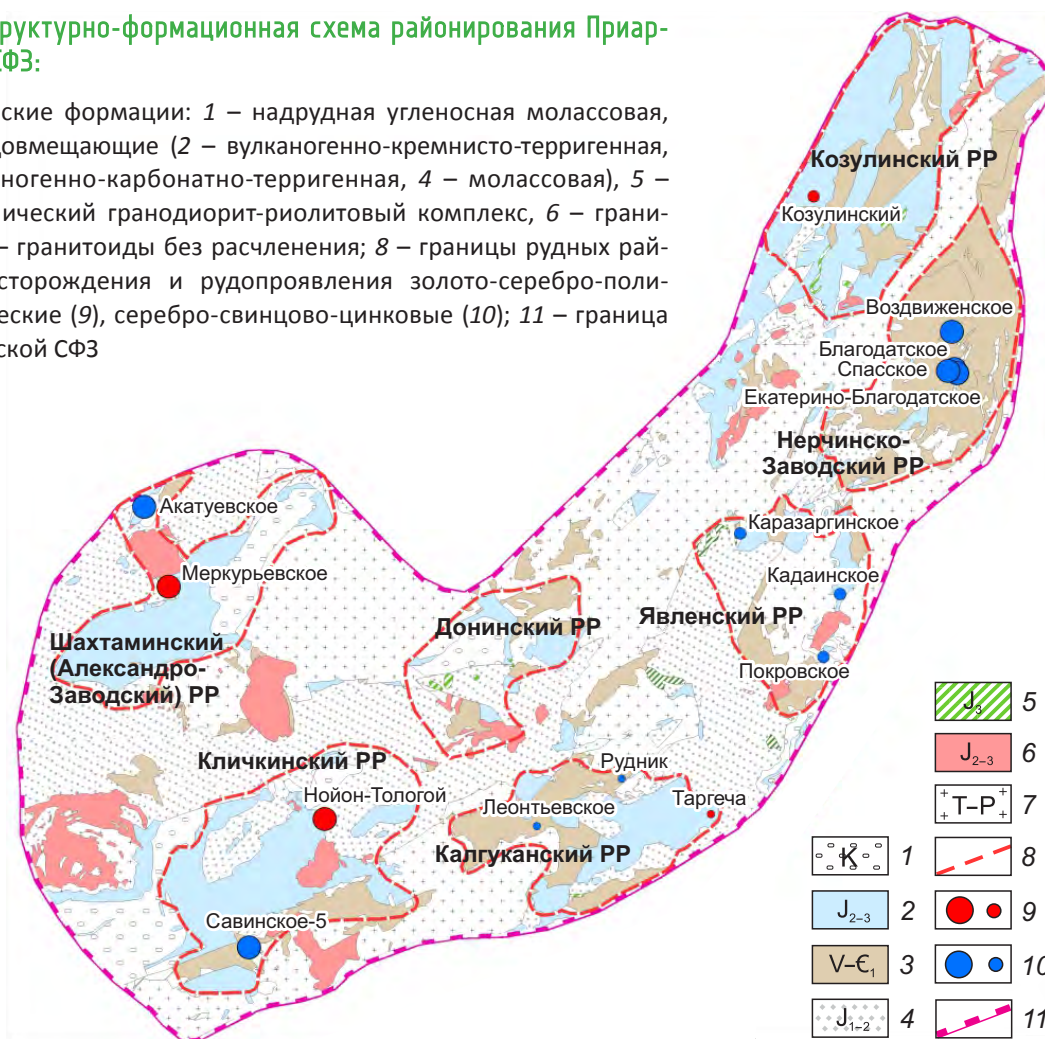 руктурно-формационная схема районирования Приар-
СФЗ:
ские формации: 1 – надрудная угленосная молассовая,
довмещающие (2 – вулканогенно-кремнисто-терригенная,
ногенно-карбонатно-терригенная, 4 – молассовая), 5 –
нический гранодиорит-риолитовый комплекс, 6 – грани-
– гранитоиды без расчленения; 8 – границы рудных рай-
сторождения и рудопроявления золото-серебро-поли-
еские (9), серебро-свинцово-цинковые (10); 11 – граница
ской СФЗ
Козулинский РР
Козулинский
Воздвиженское
Благодатское
Спасское
Екатерино-Благодатское
Нерчинско-
Заводский РР
Акатуевское
Меркурьевское
Шахтаминский
(Александро-
Заводский) РР
Каразаргинское
Кадаинское
Донинский РР
Явленский РР
Покровское
Кличкинский РР
Нойон-Тологой
Рудник
Леонтьевское
Таргеча
Калгуканский РР
Савинское-5
J3 5
J2–3 6
T–P 7
K 1
8
J2–3 2
9
V–Є1 3
10
J1–2 4
11